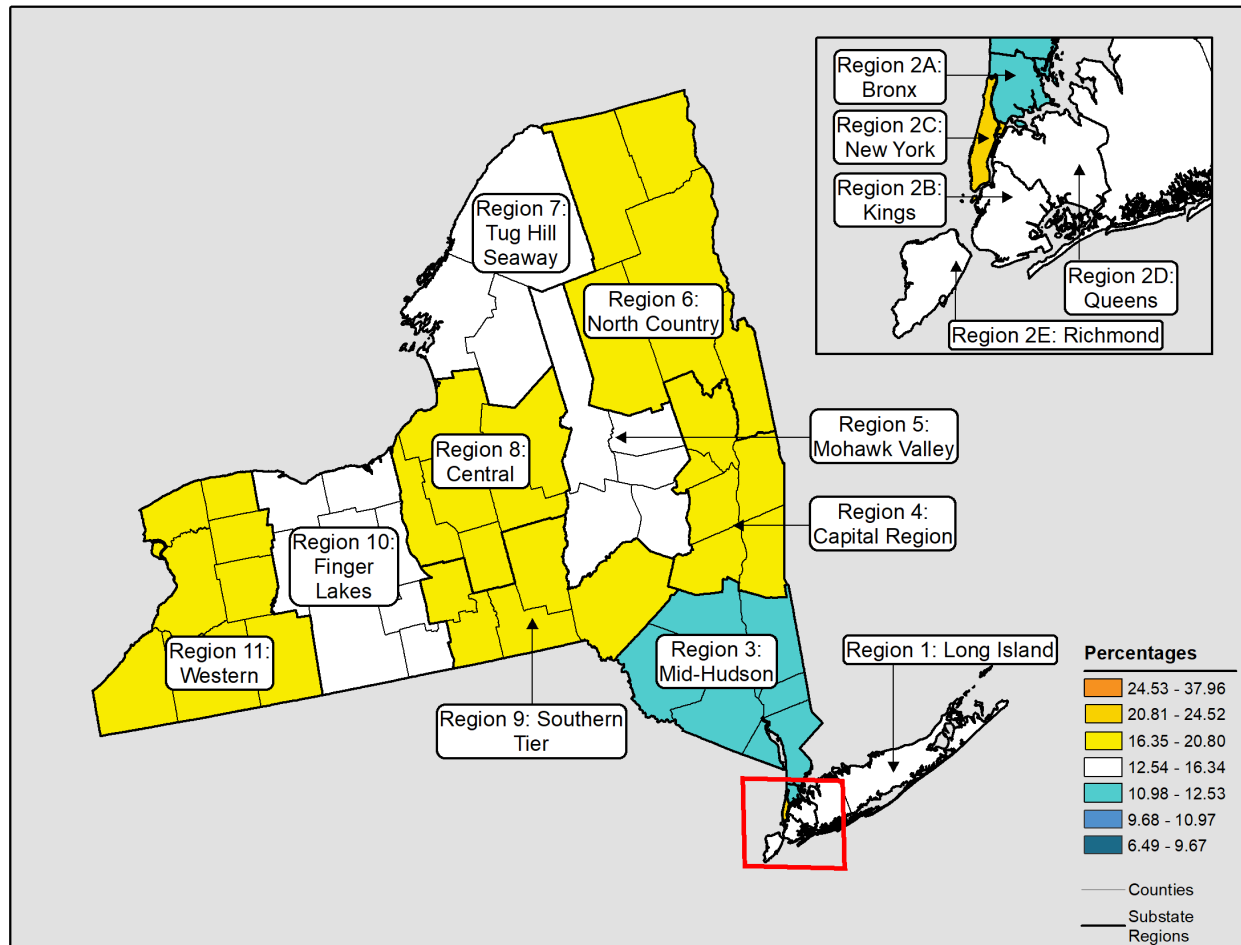 Region 2A:
Bronx
Region 2C:
New York
Region 2B:
Kings
Region 2D:
Queens
Region 2E: Richmond
Region 7:
Tug Hill
Seaway
Region 6:
North Country
Region 5:
Mohawk Valley
Region 8:
Central
Region 4:
Capital Region
Region 10:
Finger
Lakes
Region 11:
Western
Region 3:
Mid-Hudson
Region 1: Long Island
Region 9: Southern
Tier
Percentages
24.53 - 37.96
20.81 - 24.52
16.35 - 20.80
12.54 - 16.34
10.98 - 12.53
9.68 - 10.97
6.49 - 9.67
Counties
Substate
Regions